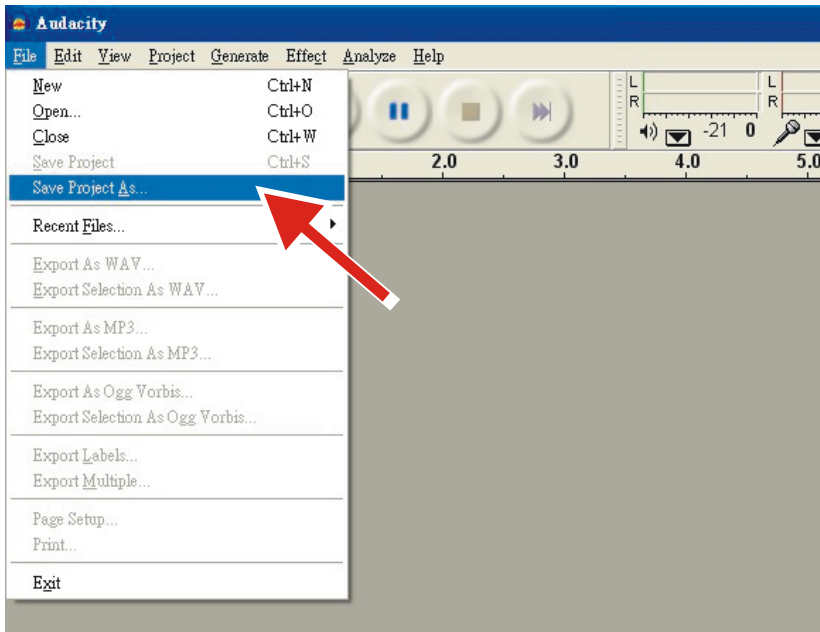 Audacity
File Edit View Project Generate Effect Analyze Help
New Ctrl+N
Open... Ctrl+O
Close Ctrl+W
Save Project Ctrl+S
Save Project As...
Recent Files...
Export As WAV...
Export Selection As WAV...
Export As MP3...
Export Selection As MP3...
Export As Ogg Vorbis...
Export Selection As Ogg Vorbis...
Export Labels...
Export Multiple...
Page Setup...
Print...
Exit
L L
R R
-21 0
2.0 3.0 4.0 5.0